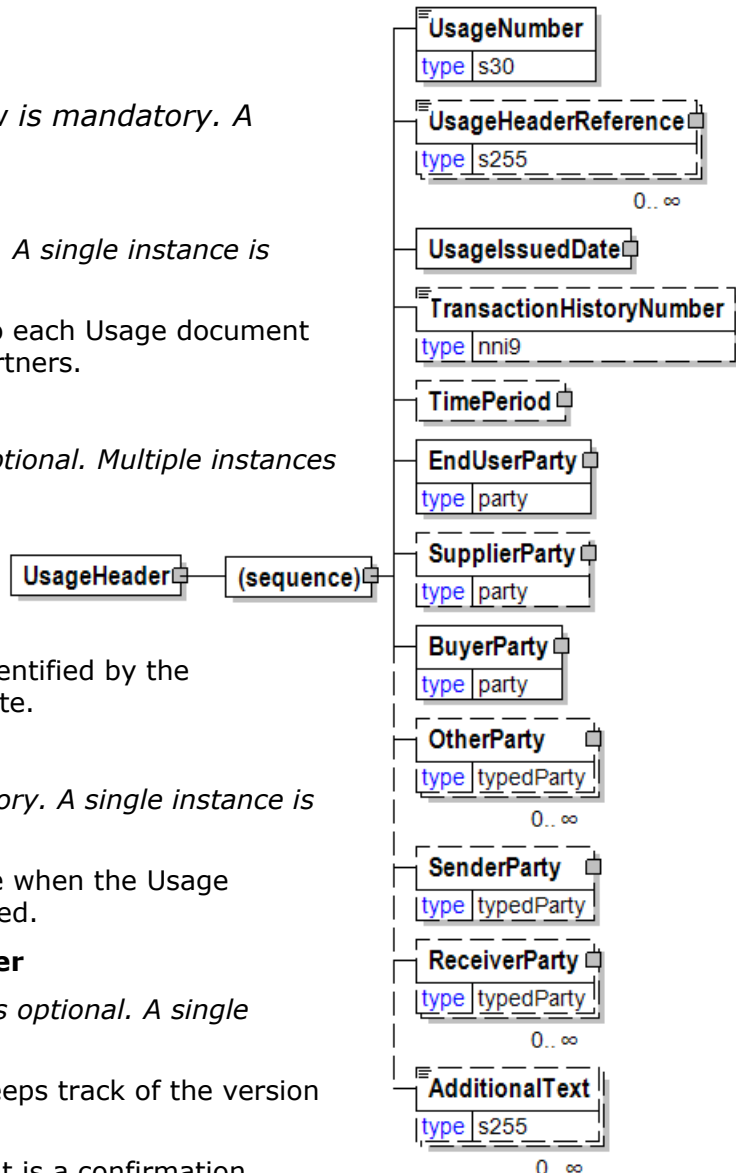 w is mandatory. A
. A single instance is
o each Usage document
rtners.
ptional. Multiple instances
entified by the
te.
ory. A single instance is
e when the Usage
ed.
er
s optional. A single
eeps track of the version
t is a confirmation
UsageHeader
(sequence)
UsageNumber
type s30
UsageHeaderReference
type s255
0.. ∞
UsageIssuedDate
TransactionHistoryNumber
type nni9
TimePeriod
EndUserParty
type party
SupplierParty
type party
BuyerParty
type party
OtherParty
type typedParty
0.. ∞
SenderParty
type typedParty
ReceiverParty
type typedParty
0.. ∞
AdditionalText
type s255
0.. ∞